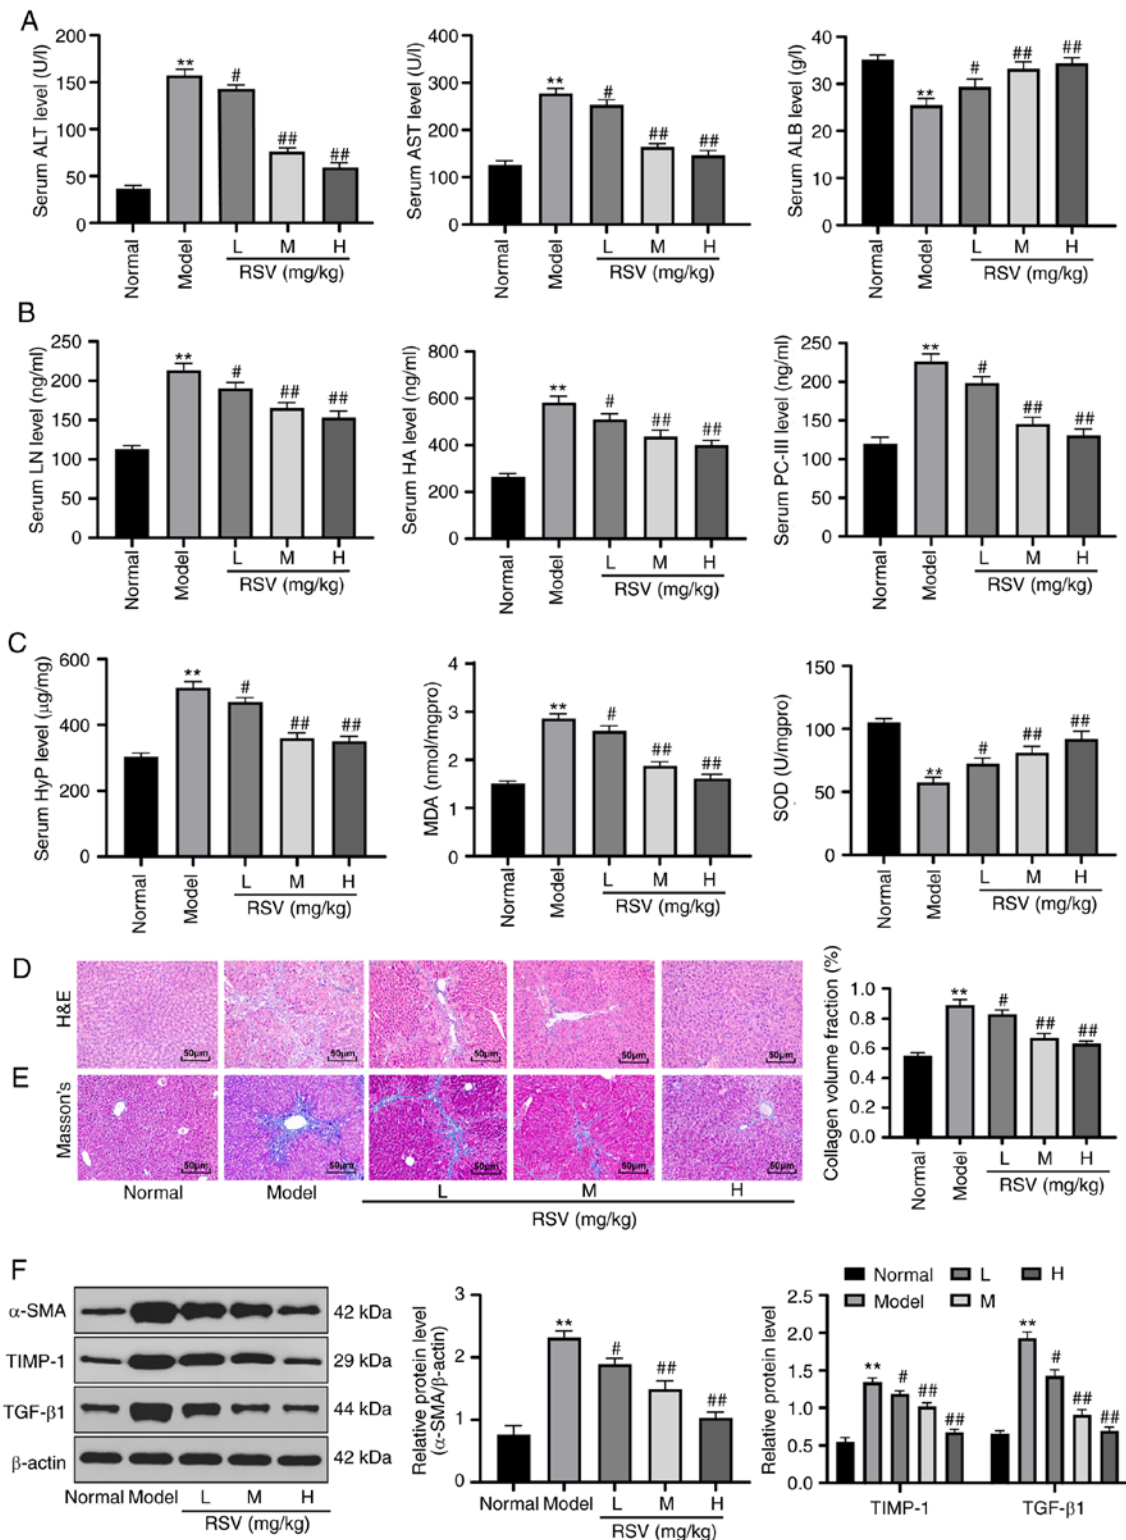 A
Serum ALT level (U/l)
200
150
100
50
0
**
#
##
##
Normal
Model
L
M
H
RSV (mg/kg)
Serum AST level (U/l)
400
300
200
100
0
**
#
##
##
Normal
Model
L
M
H
RSV (mg/kg)
Serum ALB level (g/l)
40
30
20
10
0
**
#
##
##
Normal
Model
L
M
H
RSV (mg/kg)
B
Serum LN level (ng/ml)
250
200
150
100
50
0
**
#
##
##
Normal
Model
L
M
H
RSV (mg/kg)
Serum HA level (ng/ml)
800
600
400
200
0
**
#
##
##
Normal
Model
L
M
H
RSV (mg/kg)
Serum PC-III level (ng/ml)
250
200
150
100
50
0
**
#
##
##
Normal
Model
L
M
H
RSV (mg/kg)
C
Serum HyP level (μg/mg)
600
400
200
0
**
#
##
##
Normal
Model
L
M
H
RSV (mg/kg)
MDA (nmol/mgpro)
4
3
2
1
0
**
#
##
##
Normal
Model
L
M
H
RSV (mg/kg)
SOD (U/mgpro)
150
100
50
0
**
#
##
##
Normal
Model
L
M
H
RSV (mg/kg)
D
H&E
50μm
50μm
50μm
50μm
50μm
E
Masson's
50μm
50μm
50μm
50μm
50μm
Normal
Model
L
M
H
RSV (mg/kg)
Collagen volume fraction (%)
1.0
0.8
0.6
0.4
0.2
0.0
**
#
##
##
Normal
Model
L
M
H
RSV (mg/kg)
F
α-SMA
42 kDa
TIMP-1
29 kDa
TGF-β1
44 kDa
β-actin
42 kDa
Normal Model L M H
RSV (mg/kg)
Relative protein level
(α-SMA/β-actin)
3
2
1
0
**
#
##
##
Normal Model L M H
RSV (mg/kg)
Normal
L
H
Model
M
Relative protein level
2.5
2.0
1.5
1.0
0.5
0.0
**
#
##
##
**
#
##
##
TIMP-1
TGF-β1